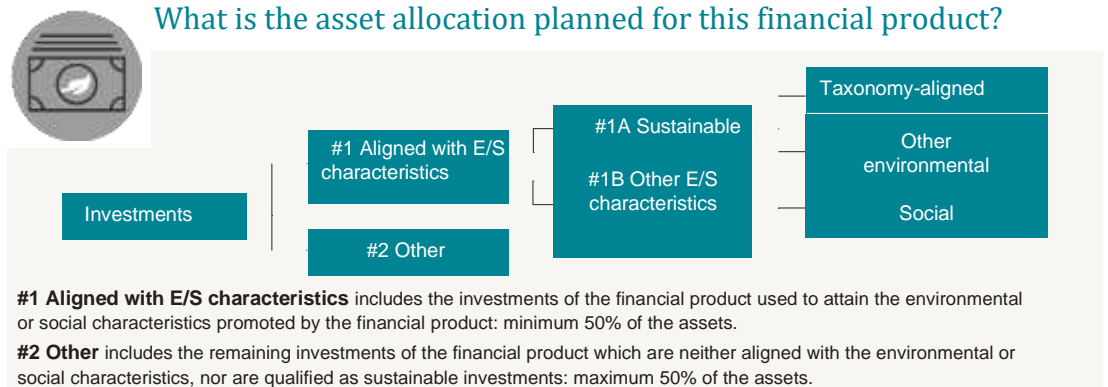 What is the asset allocation planned for this financial product?
Taxonomy-aligned
#1A Sustainable
Other
environmental
#1 Aligned with E/S
characteristics
#1B Other E/S
characteristics
Investments
Social
#2 Other
#1 Aligned with E/S characteristics includes the investments of the financial product used to attain the environmental
or social characteristics promoted by the financial product: minimum 50% of the assets.
#2 Other includes the remaining investments of the financial product which are neither aligned with the environmental or
social characteristics, nor are qualified as sustainable investments: maximum 50% of the assets.